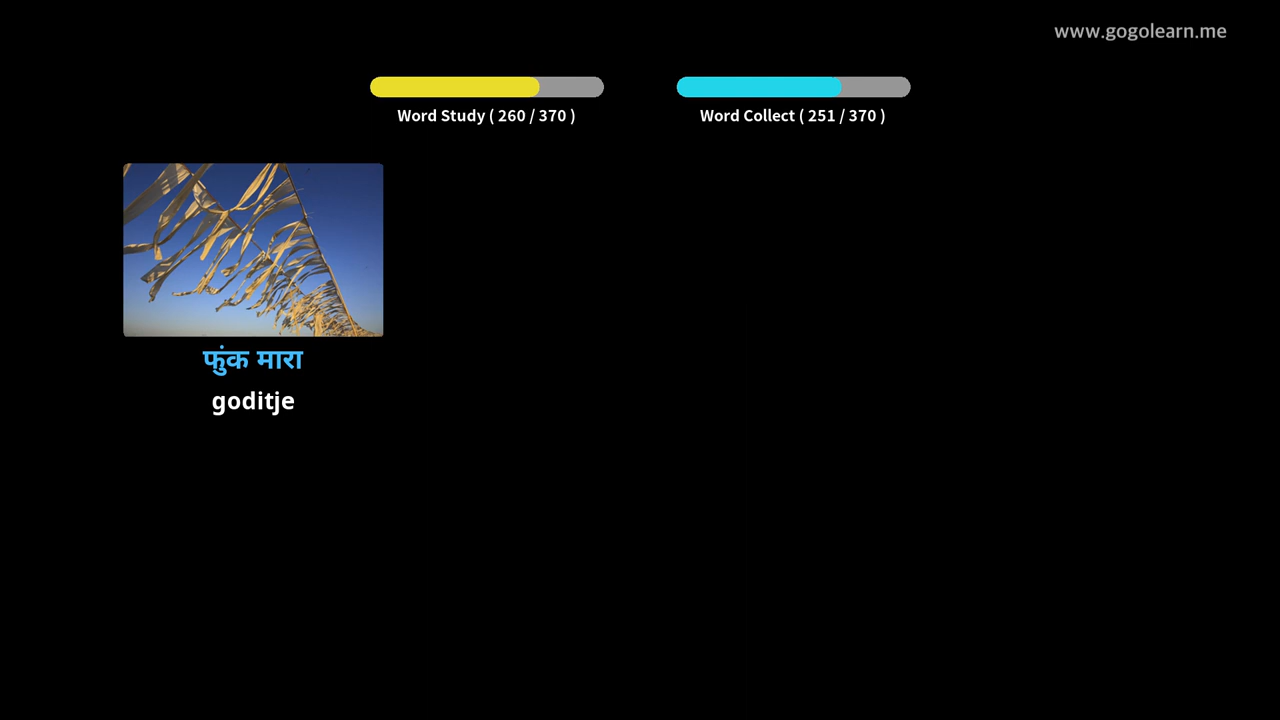 www.gogolearn.me
Word Study ( 260 / 370 )
Word Collect ( 251 / 370 )
फुंक मारा
goditje